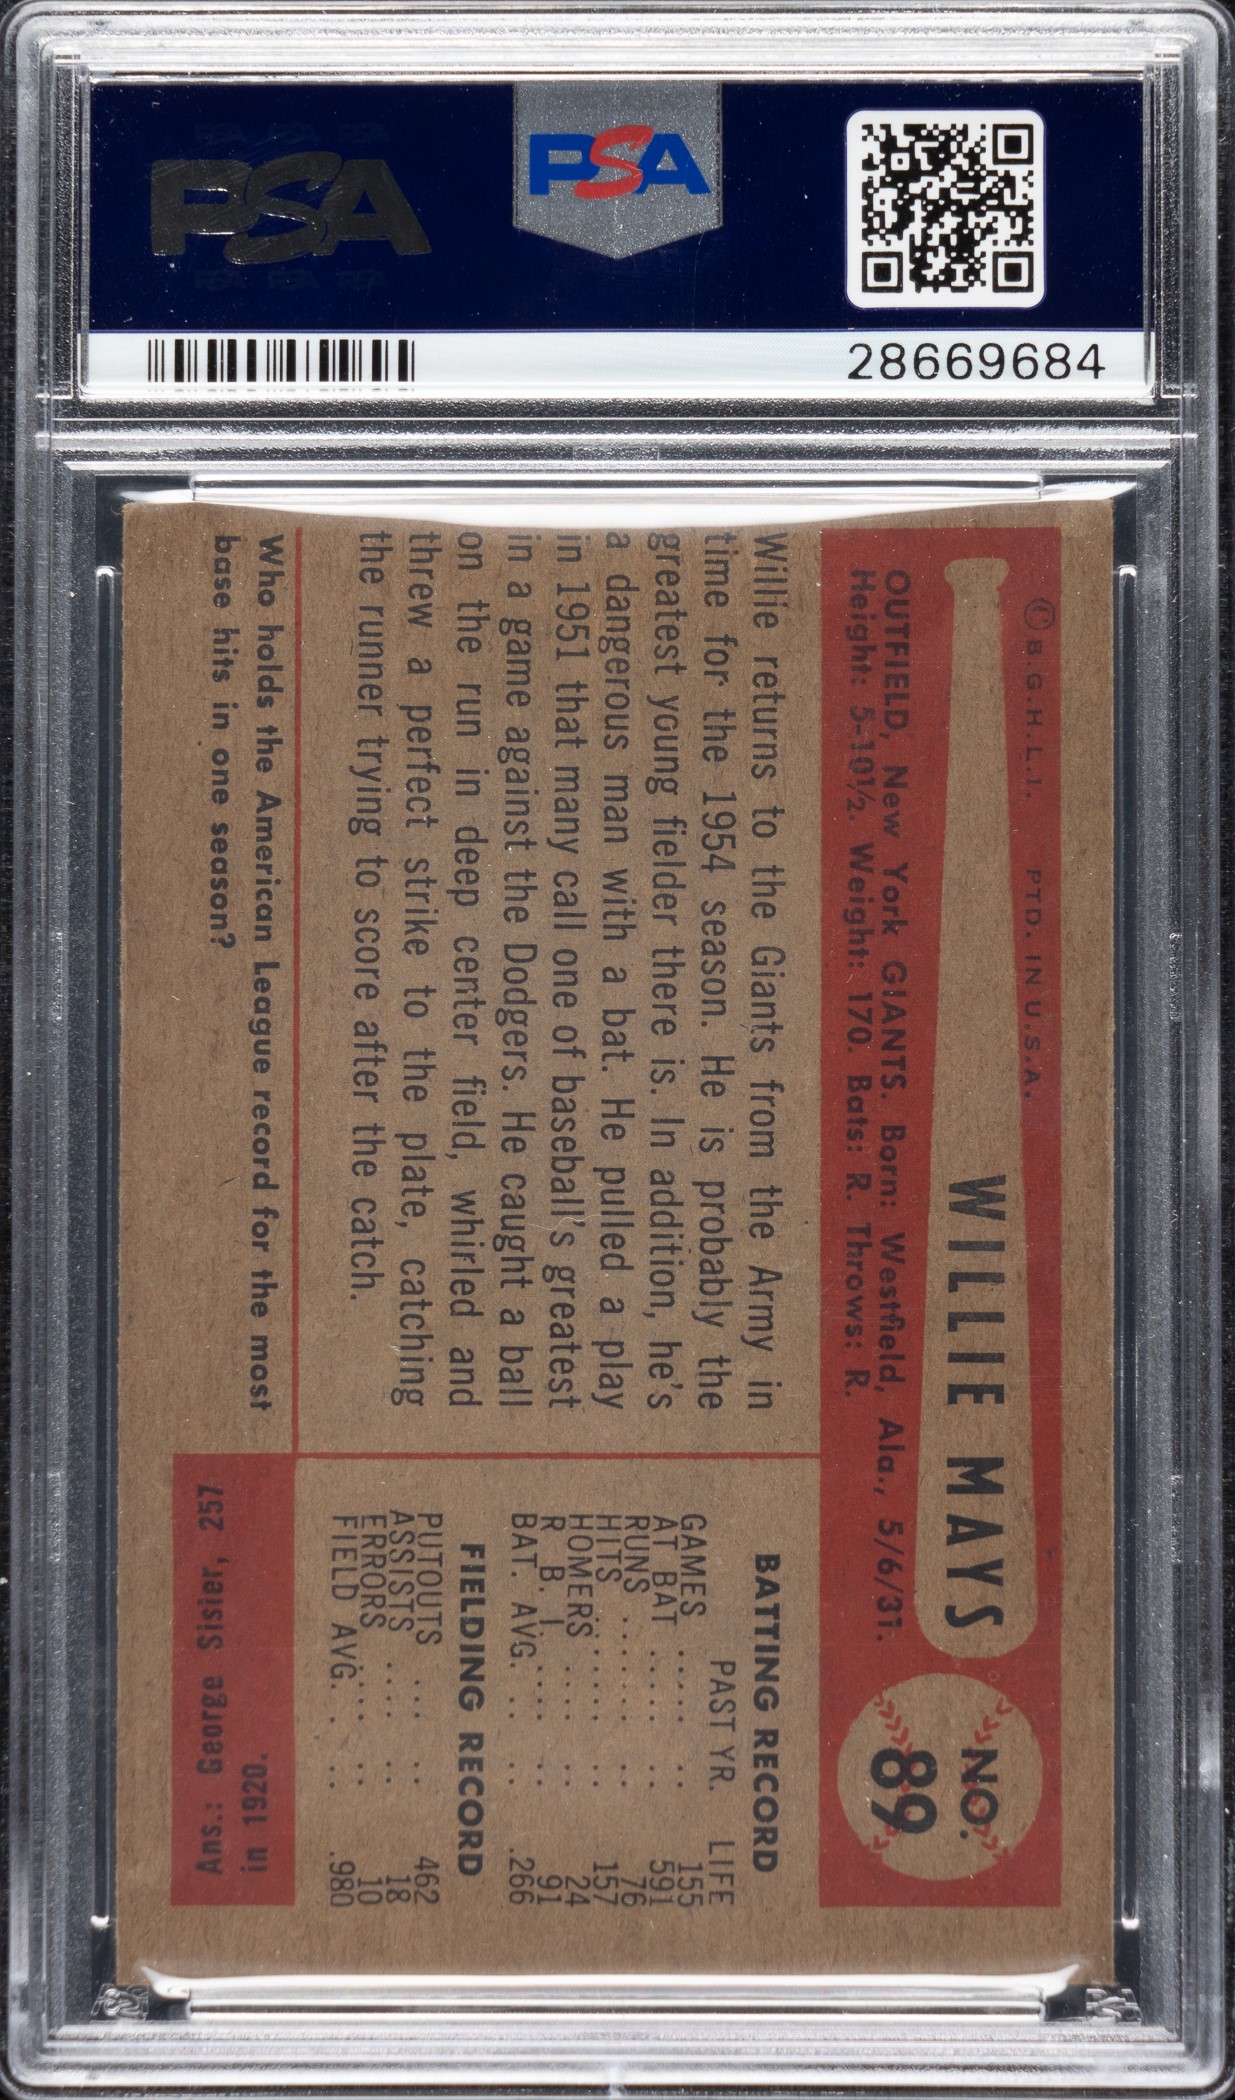 PSA
PSA
28669684
© B.G.H.L.I. PTD. IN U.S.A.
WILLIE MAYS
NO.
89
OUTFIELD, New York GIANTS. Born: Westfield, Ala., 5/6/31.
Height: 5-10½. Weight: 170. Bats: R. Throws: R.
Willie returns to the Giants from the Army in
time for the 1954 season. He is probably the
greatest young fielder there is. In addition, he's
a dangerous man with a bat. He pulled a play
in 1951 that many call one of baseball's greatest
in a game against the Dodgers. He caught a ball
on the run in deep center field, whirled and
threw a perfect strike to the plate, catching
the runner trying to score after the catch.
BATTING RECORD
PAST YR. LIFE
GAMES ..... .. 155
AT BAT ..... .. 591
RUNS ...... .. 76
HITS ...... .. 157
HOMERS .... .. 24
R. B. I. .... .. 91
BAT. AVG. .. .. .266
FIELDING RECORD
PUTOUTS ... .. 462
ASSISTS .... .. 18
ERRORS .... .. 10
FIELD AVG. . .. .980
Who holds the American League record for the most
base hits in one season?
Ans.: George Sisler, 257
in 1920.